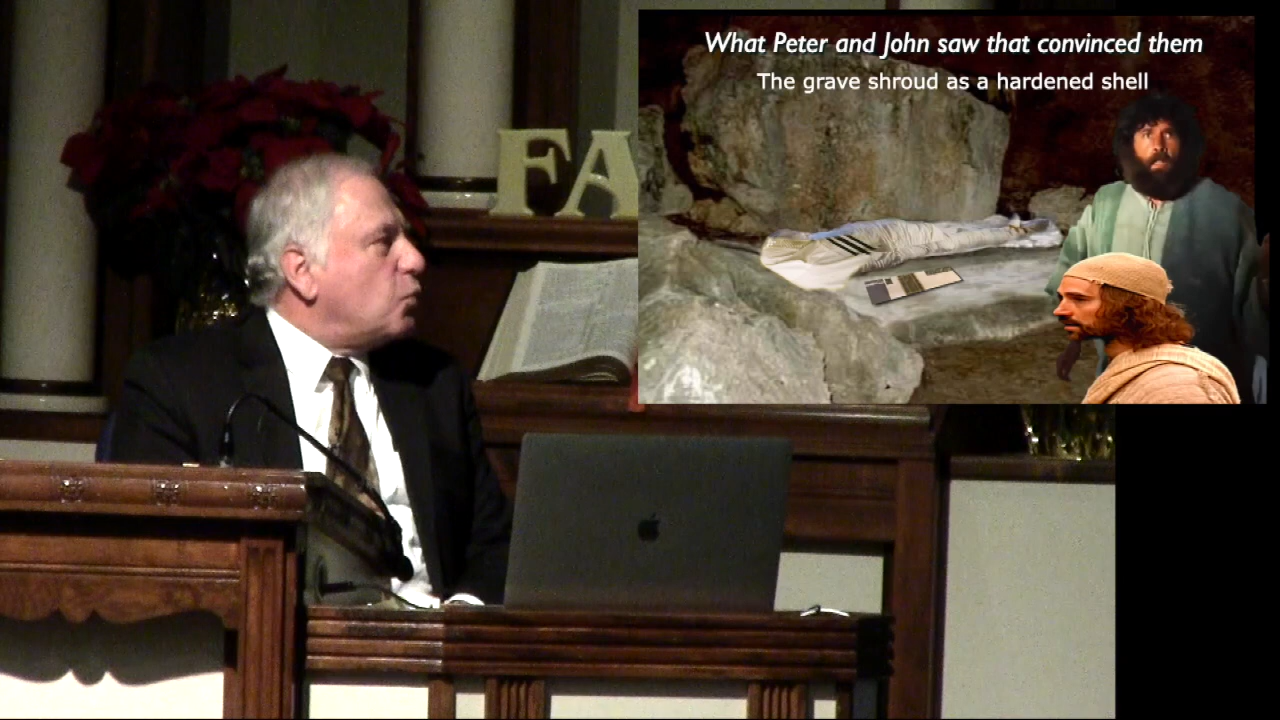 What Peter and John saw that convinced them
The grave shroud as a hardened shell
FA